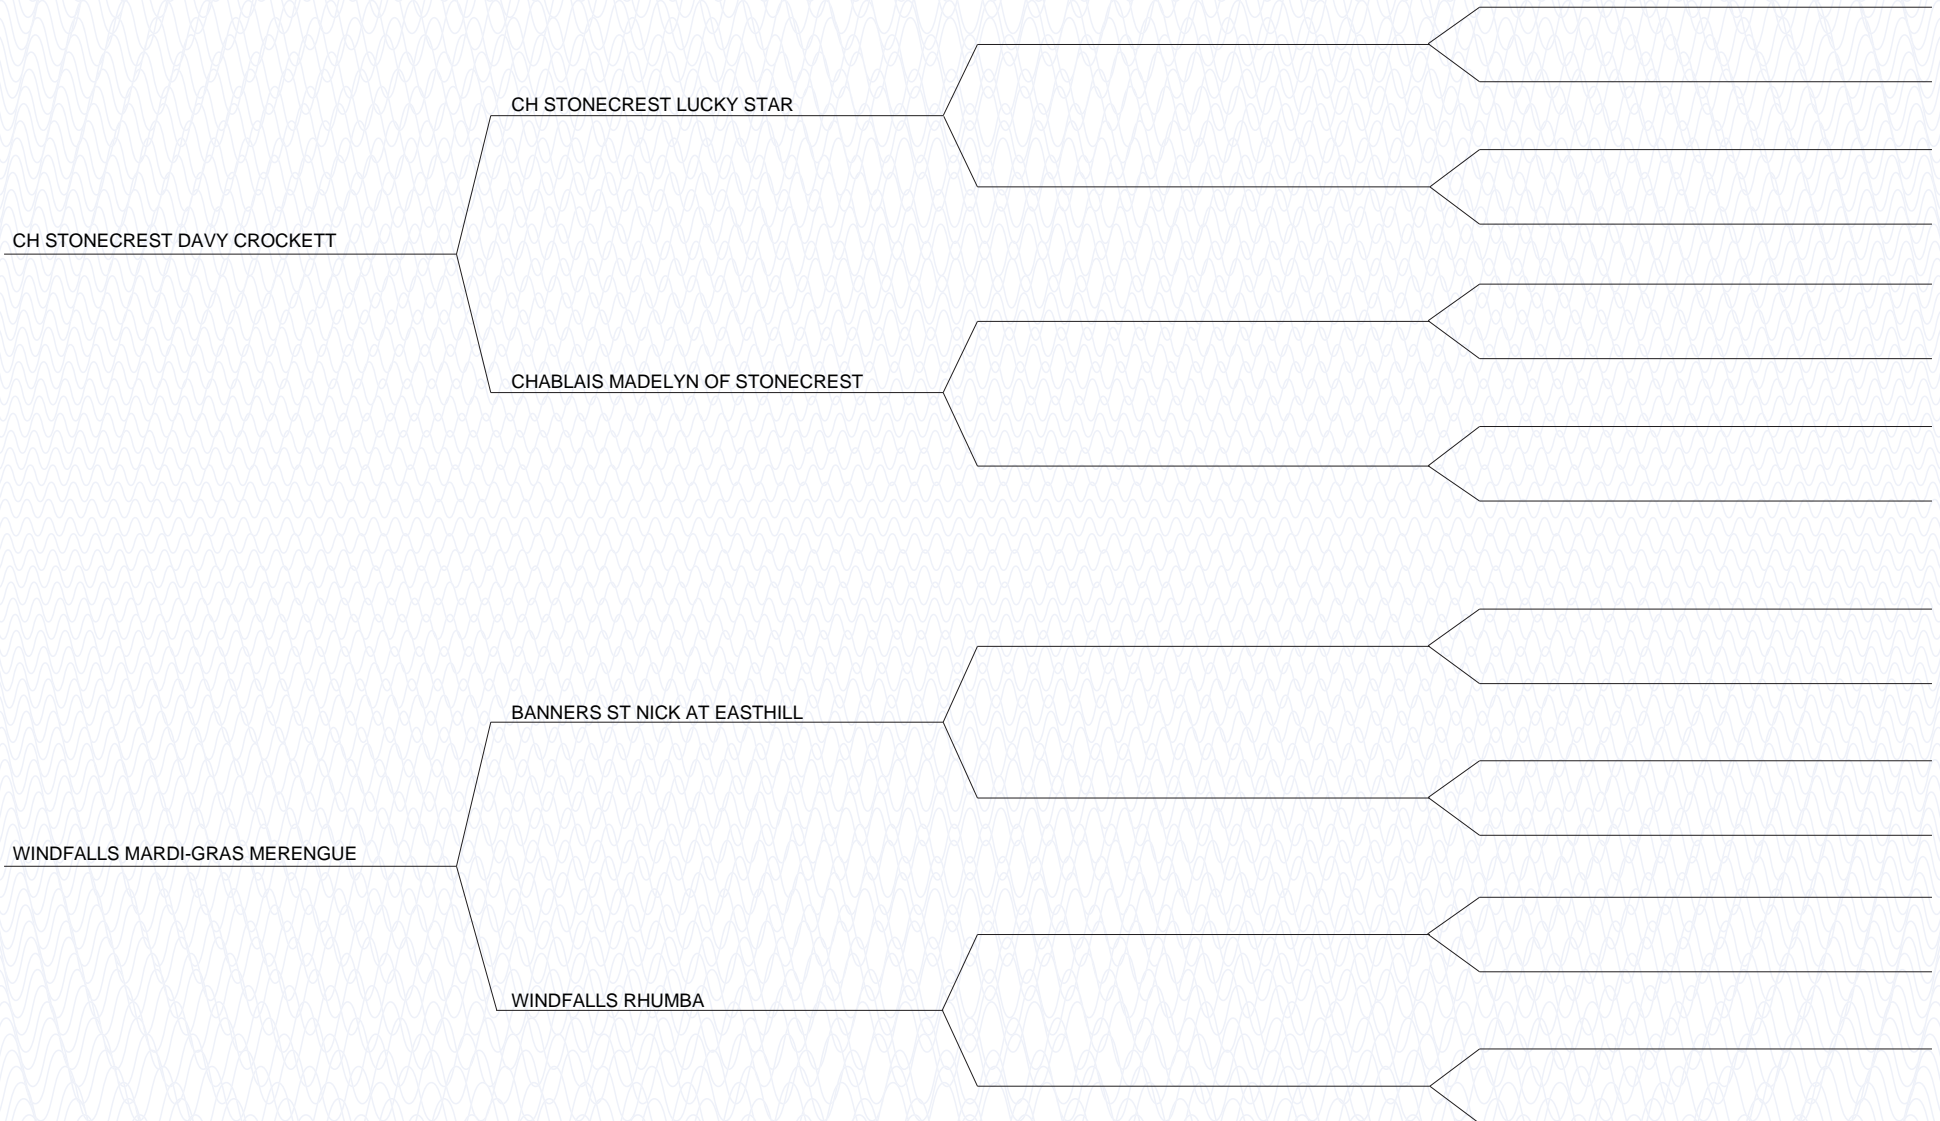 CH STONECREST LUCKY STAR
CH STONECREST DAVY CROCKETT
CHABLAIS MADELYN OF STONECREST
BANNERS ST NICK AT EASTHILL
WINDFALLS MARDI-GRAS MERENGUE
WINDFALLS RHUMBA